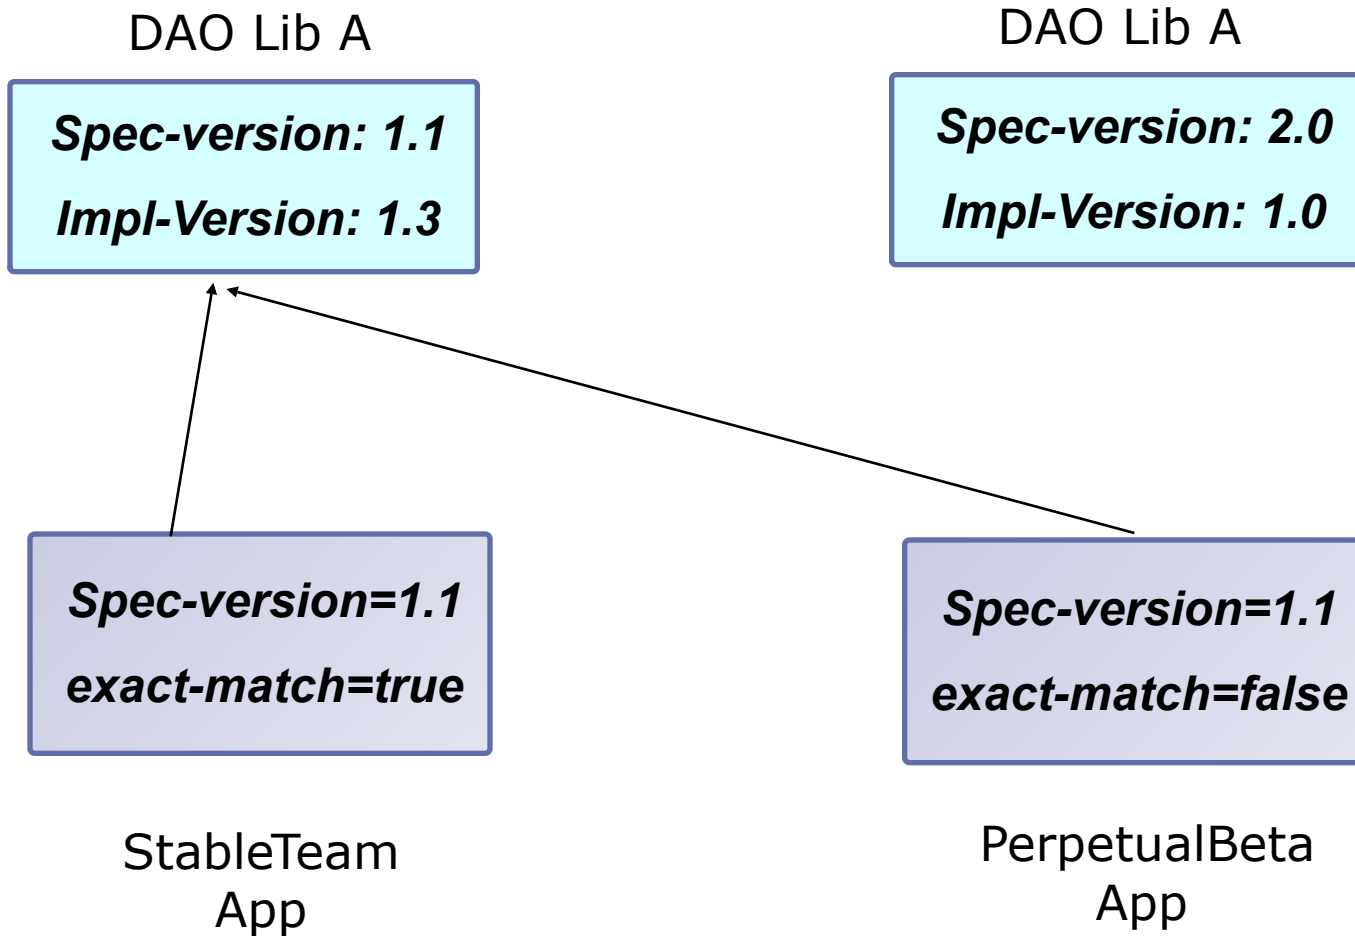 DAO Lib A
Spec-version: 1.1
Impl-Version: 1.3
DAO Lib A
Spec-version: 2.0
Impl-Version: 1.0
Spec-version=1.1
exact-match=true
StableTeam
App
Spec-version=1.1
exact-match=false
PerpetualBeta
App